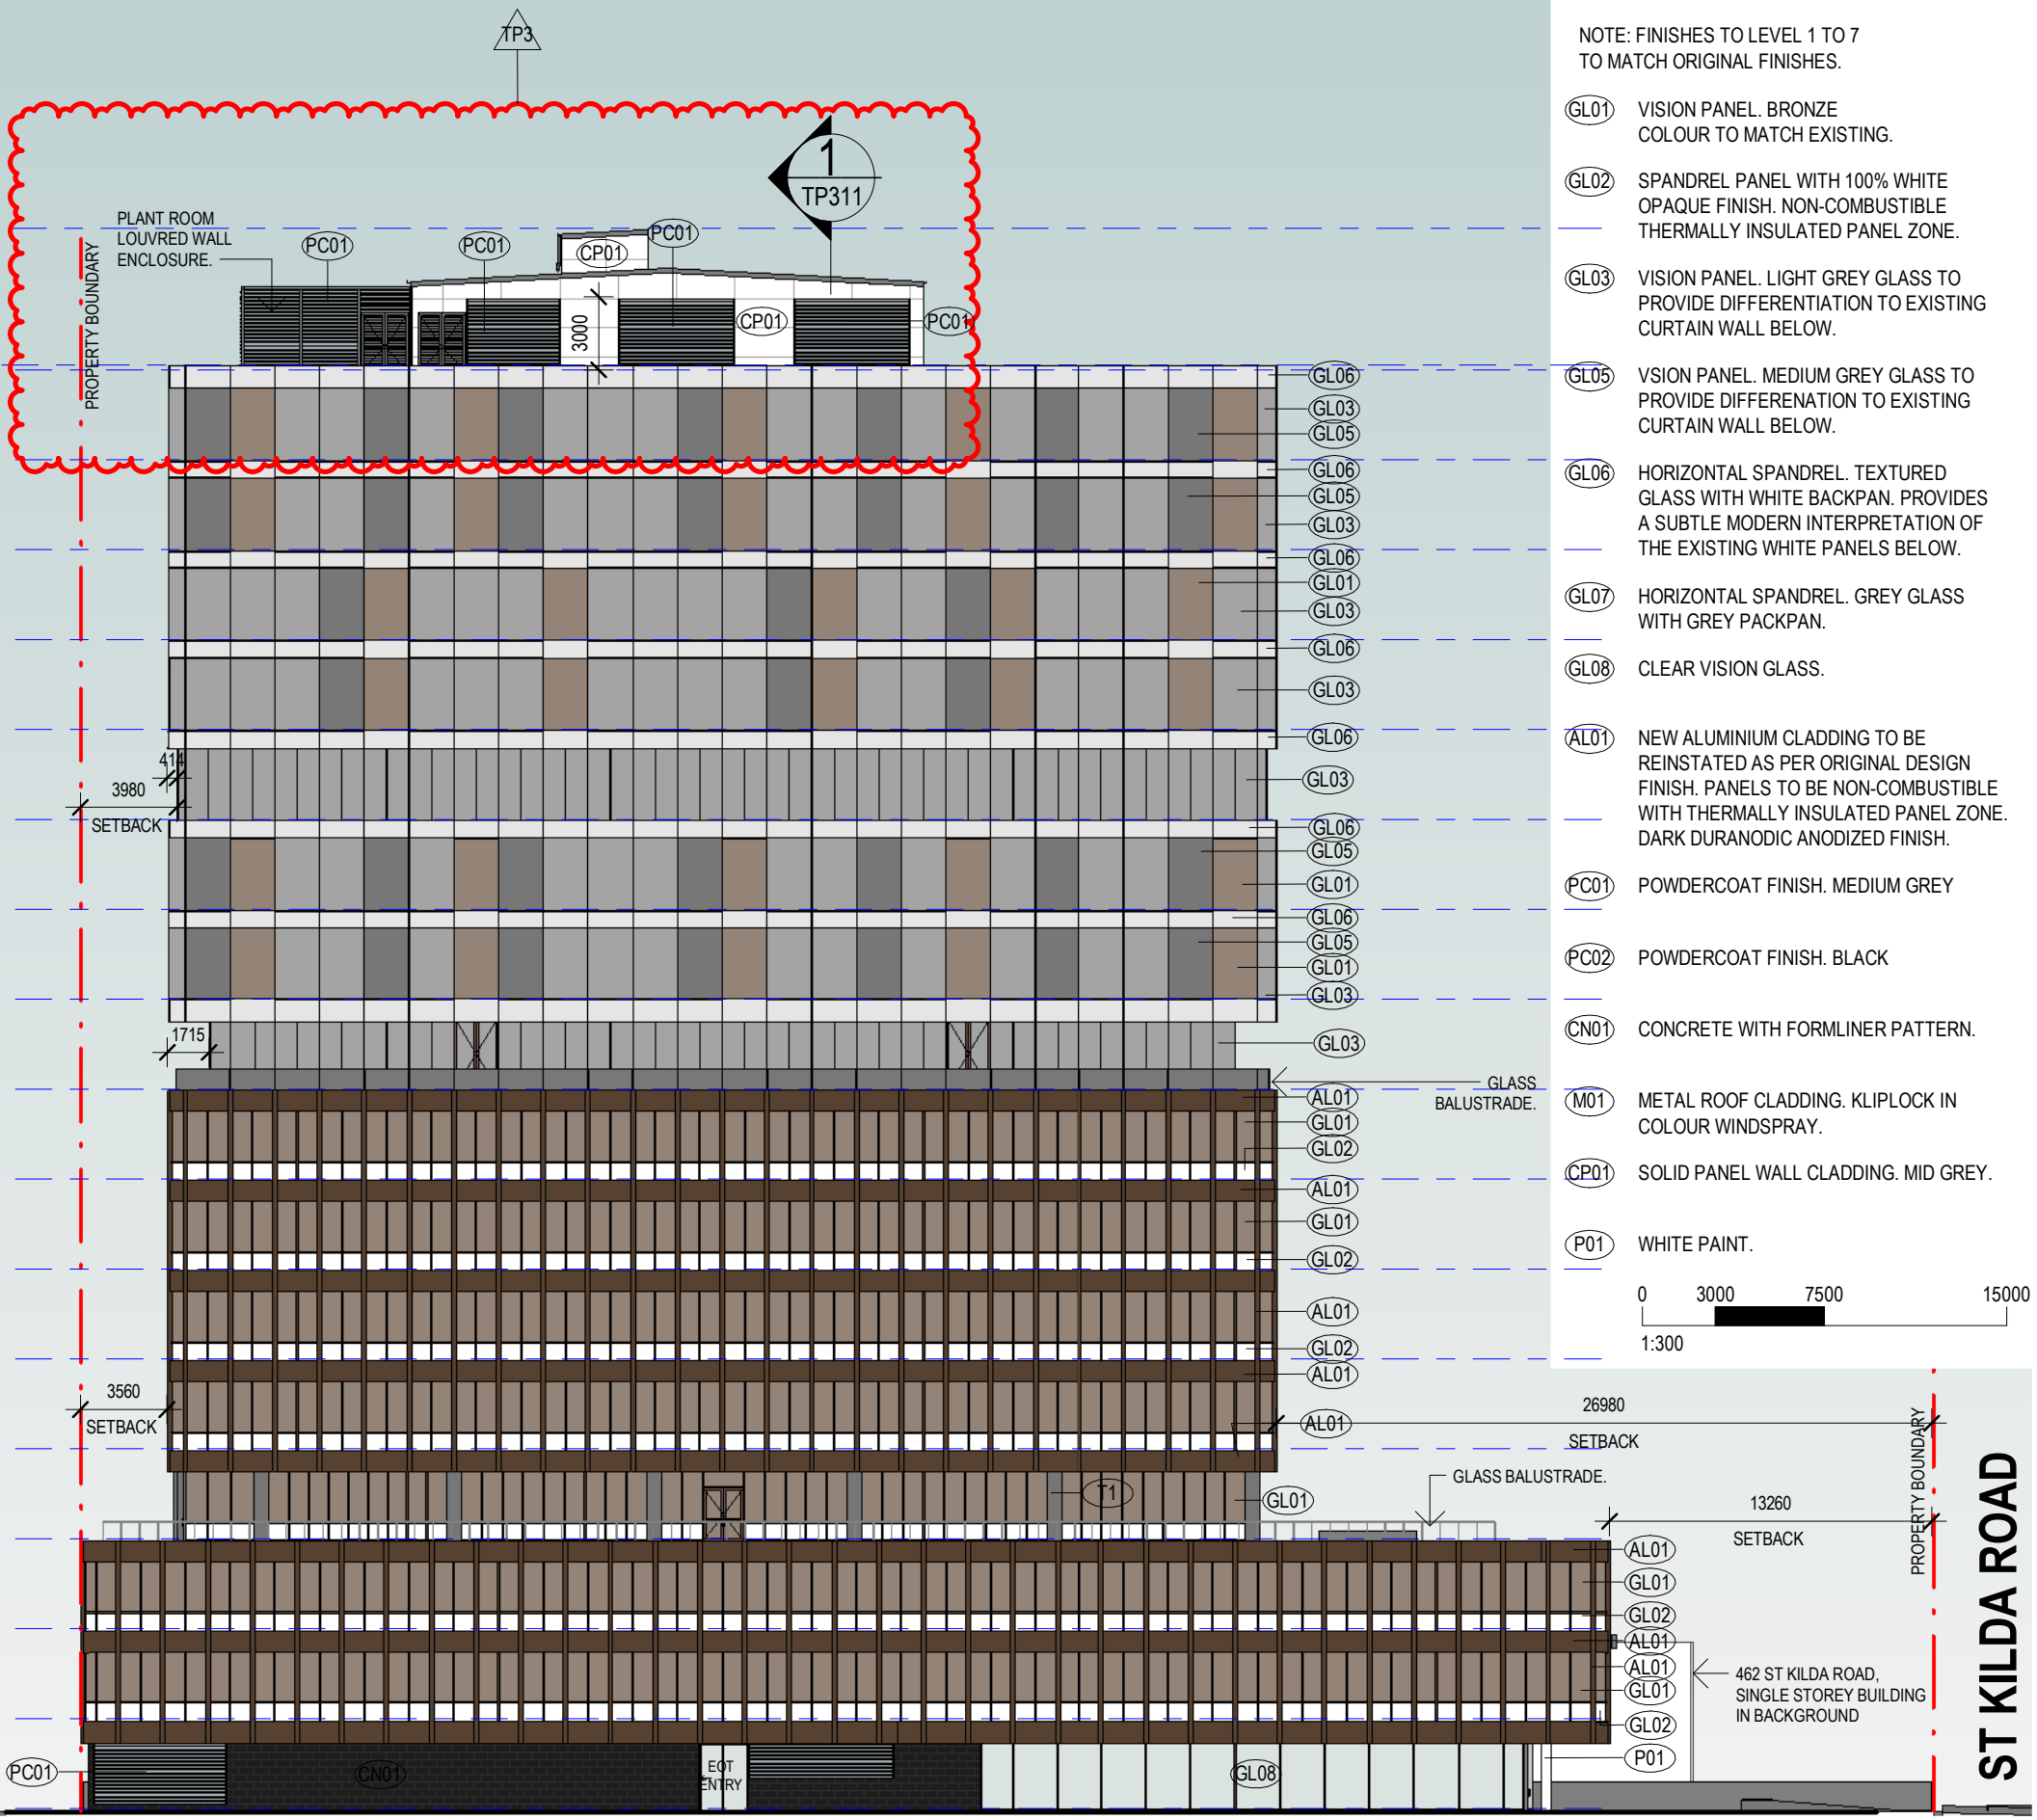 TP3
NOTE: FINISHES TO LEVEL 1 TO 7
TO MATCH ORIGINAL FINISHES.
GL01 VISION PANEL. BRONZE
COLOUR TO MATCH EXISTING.
GL02 SPANDREL PANEL WITH 100% WHITE
OPAQUE FINISH. NON-COMBUSTIBLE
THERMALLY INSULATED PANEL ZONE.
GL03 VISION PANEL. LIGHT GREY GLASS TO
PROVIDE DIFFERENTIATION TO EXISTING
CURTAIN WALL BELOW.
GL05 VSION PANEL. MEDIUM GREY GLASS TO
PROVIDE DIFFERENATION TO EXISTING
CURTAIN WALL BELOW.
GL06 HORIZONTAL SPANDREL. TEXTURED
GLASS WITH WHITE BACKPAN. PROVIDES
A SUBTLE MODERN INTERPRETATION OF
THE EXISTING WHITE PANELS BELOW.
GL07 HORIZONTAL SPANDREL. GREY GLASS
WITH GREY PACKPAN.
GL08 CLEAR VISION GLASS.
AL01 NEW ALUMINIUM CLADDING TO BE
REINSTATED AS PER ORIGINAL DESIGN
FINISH. PANELS TO BE NON-COMBUSTIBLE
WITH THERMALLY INSULATED PANEL ZONE.
DARK DURANODIC ANODIZED FINISH.
PC01 POWDERCOAT FINISH. MEDIUM GREY
PC02 POWDERCOAT FINISH. BLACK
CN01 CONCRETE WITH FORMLINER PATTERN.
M01 METAL ROOF CLADDING. KLIPLOCK IN
COLOUR WINDSPRAY.
CP01 SOLID PANEL WALL CLADDING. MID GREY.
P01 WHITE PAINT.
0 3000 7500 15000
1:300
1
TP311
PLANT ROOM
LOUVRED WALL
ENCLOSURE.
PC01
PC01
CP01
PC01
PROPERTY BOUNDARY
3000
CP01
PC01
GL06
GL03
GL05
GL06
GL05
GL03
GL06
GL01
GL03
GL06
GL03
GL06
414
3980
SETBACK
GL03
GL06
GL05
GL01
GL06
GL05
GL01
GL03
1715
GL03
GLASS
BALUSTRADE.
AL01
GL01
GL02
AL01
GL01
GL02
AL01
GL02
AL01
3560
SETBACK
AL01
26980
SETBACK
PROPERTY BOUNDARY
GLASS BALUSTRADE.
T1
GL01
13260
SETBACK
AL01
GL01
GL02
AL01
AL01
GL01
GL02
462 ST KILDA ROAD,
SINGLE STOREY BUILDING
IN BACKGROUND
P01
PC01
CN01
EOT
ENTRY
GL08
ST KILDA ROAD